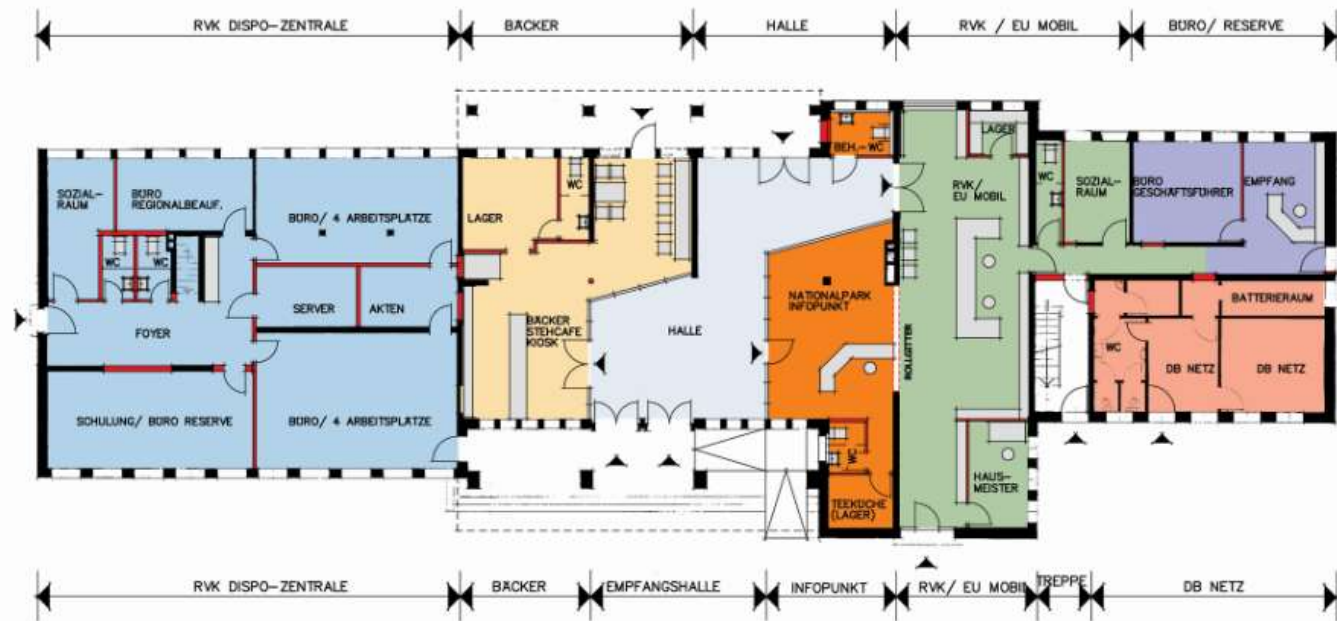 RVK DISPO-ZENTRALE
BÄCKER
HALLE
RVK / EU MOBIL
BÜRO/ RESERVE
SOZIAL-
RAUM
BÜRO
REGIONALBEAUF.
WC
WC
BÜRO/ 4 ARBEITSPLÄTZE
SERVER
AKTEN
FOYER
SCHULUNG/ BÜRO RESERVE
BÜRO/ 4 ARBEITSPLÄTZE
LAGER
WC
BÄCKER
STEHCAFE
KIOSK
HALLE
BEH.-WC
NATIONALPARK
INFOPUNKT
WC
TEEKÜCHE
(LAGER)
ROLLGITTER
LAGER
RVK/
EU MOBIL
HAUS-
MEISTER
WC
SOZIAL-
RAUM
BÜRO
GESCHÄFTSFÜHRER
EMPFANG
BATTERIERAUM
WC
DB NETZ
DB NETZ
RVK DISPO-ZENTRALE
BÄCKER
EMPFANGSHALLE
INFOPUNKT
RVK/ EU MOBIL
TREPPE
DB NETZ